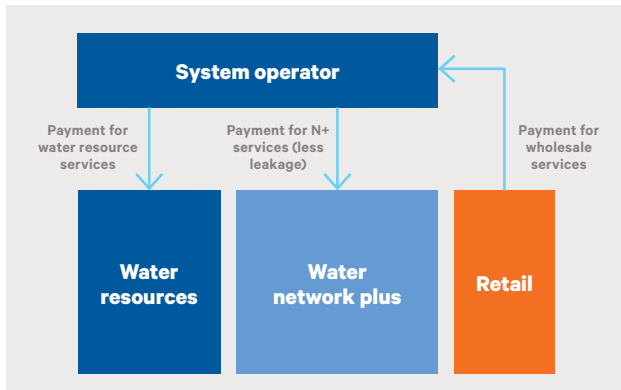 System operator
Payment for
water resource
services
Payment for N+
services (less
leakage)
Payment for
wholesale
services
Water
resources
Water
network plus
Retail